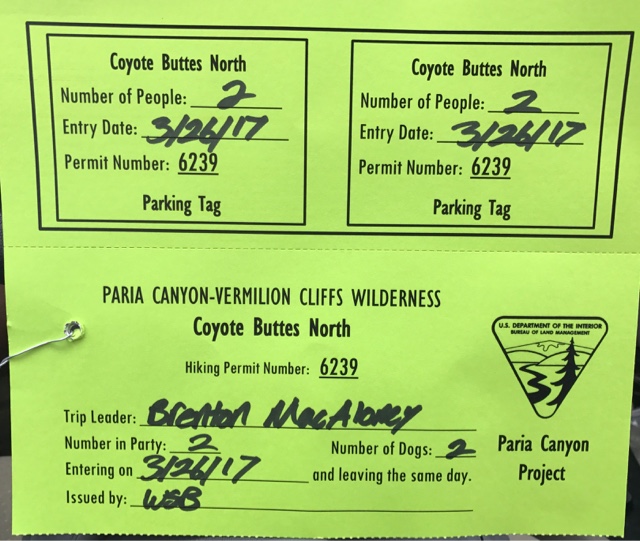 Coyote Buttes North
Number of People: 2
Entry Date: 3/26/17
Permit Number: 6239
Parking Tag
Coyote Buttes North
Number of People: 2
Entry Date: 3/26/17
Permit Number: 6239
Parking Tag
PARIA CANYON-VERMILION CLIFFS WILDERNESS
Coyote Buttes North
Hiking Permit Number: 6239
Trip Leader: Brenton MacAloney
Number in Party: 2 Number of Dogs: 2
Entering on 3/26/17 and leaving the same day.
Issued by: WSB
U.S. DEPARTMENT OF THE INTERIOR
BUREAU OF LAND MANAGEMENT
Paria Canyon
Project